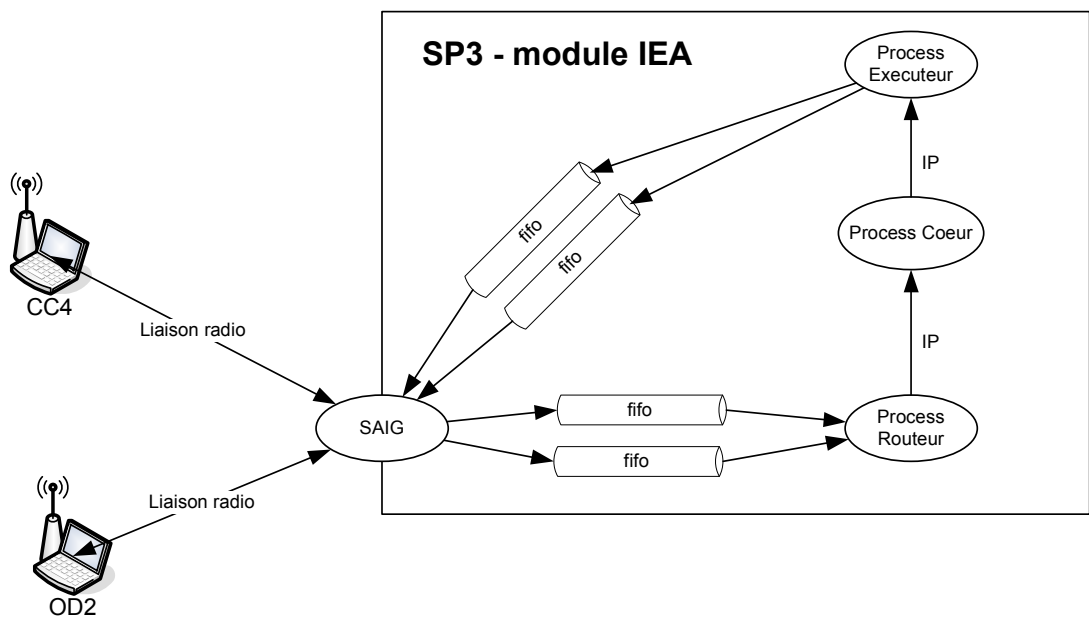 SP3 - module IEA
Process
Executeur
IP
fifo
fifo
Process Coeur
CC4
Liaison radio
IP
fifo
SAIG
Process
Routeur
fifo
Liaison radio
OD2